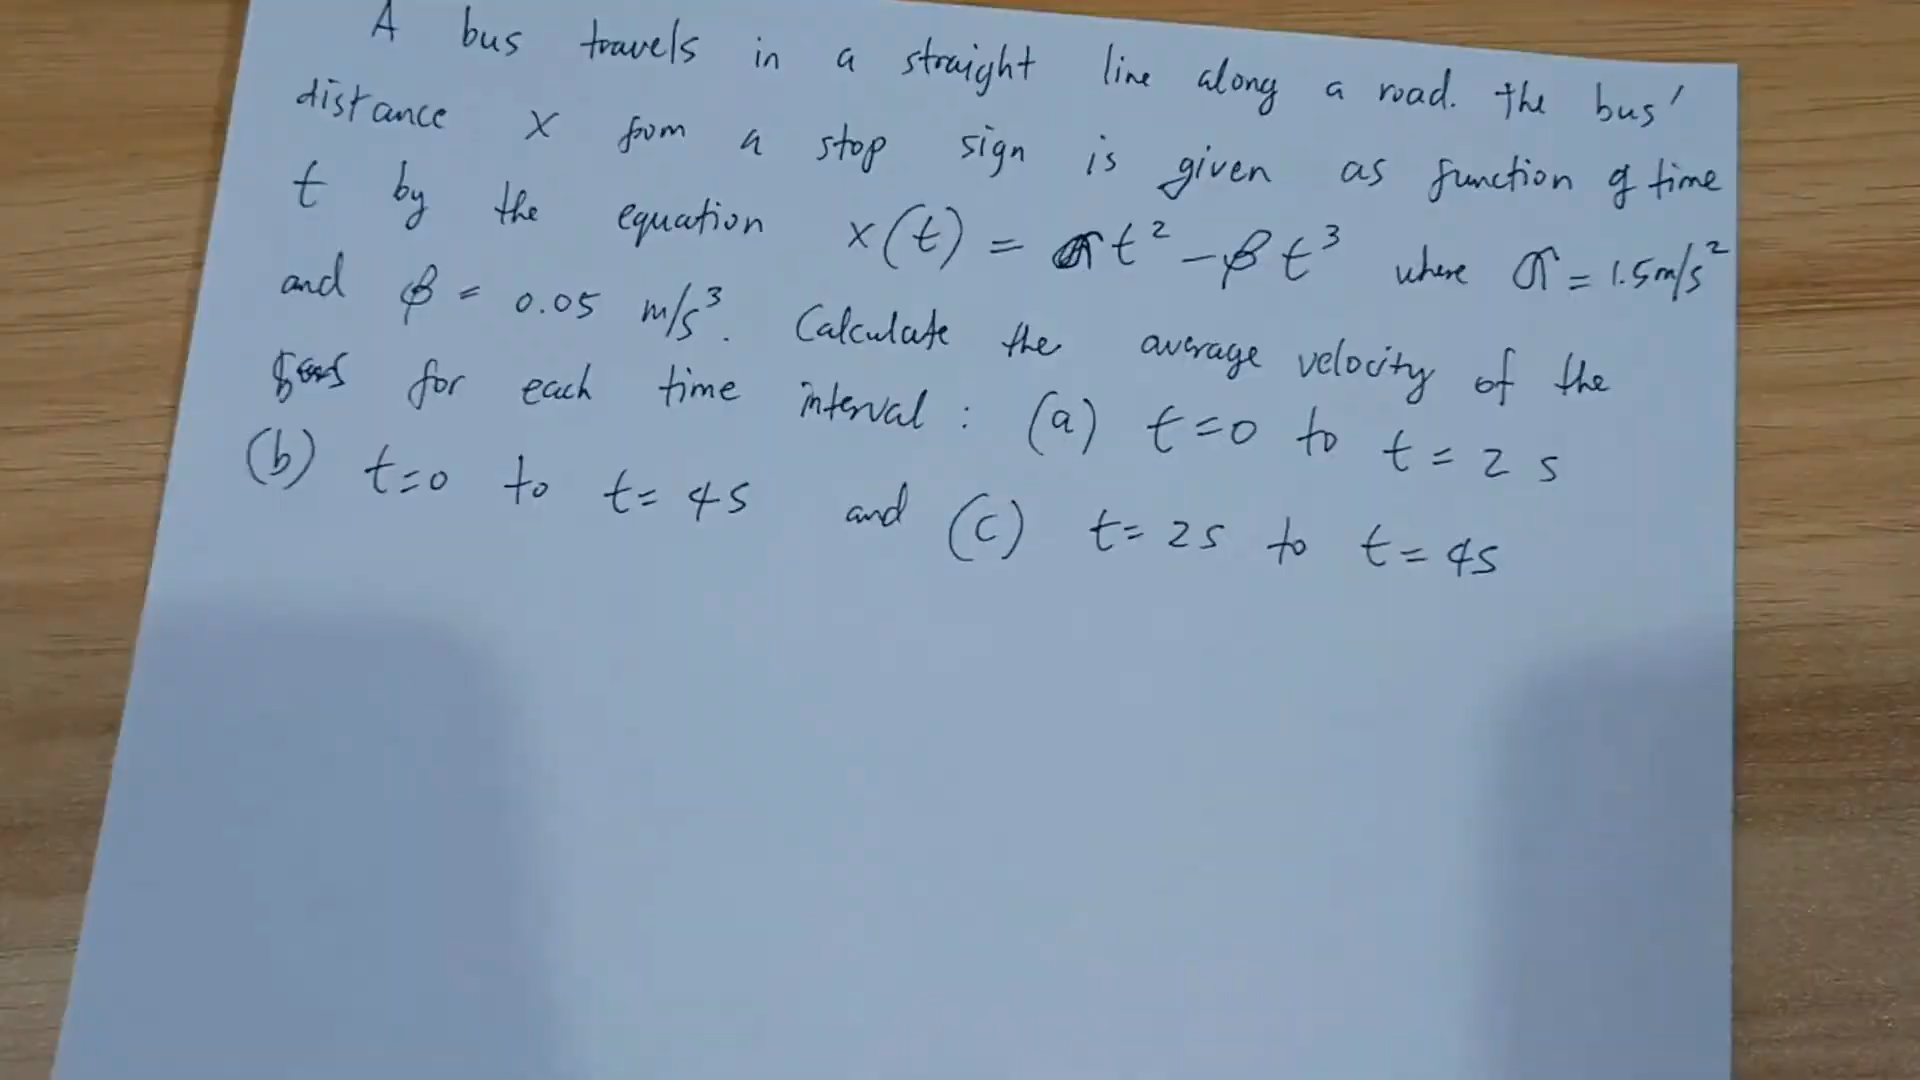 A bus travels in a straight line along a road. the bus'
distance x from a stop sign is given as function of time
t by the equation x(t) = σt² - βt³ where σ = 1.5m/s²
and β = 0.05 m/s³. Calculate the average velocity of the
for each time interval : (a) t=0 to t = 2 s
(b) t=0 to t= 4s and (c) t= 2s to t= 4s